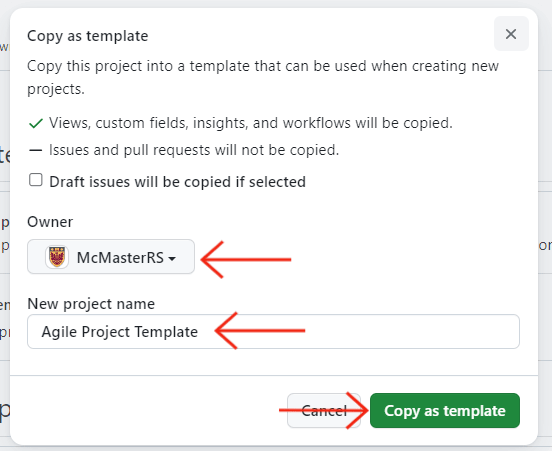 Copy as template
Copy this project into a template that can be used when creating new
projects.
Views, custom fields, insights, and workflows will be copied.
Issues and pull requests will not be copied.
Draft issues will be copied if selected
Owner
McMasterRS
New project name
Agile Project Template
Cancel
Copy as template